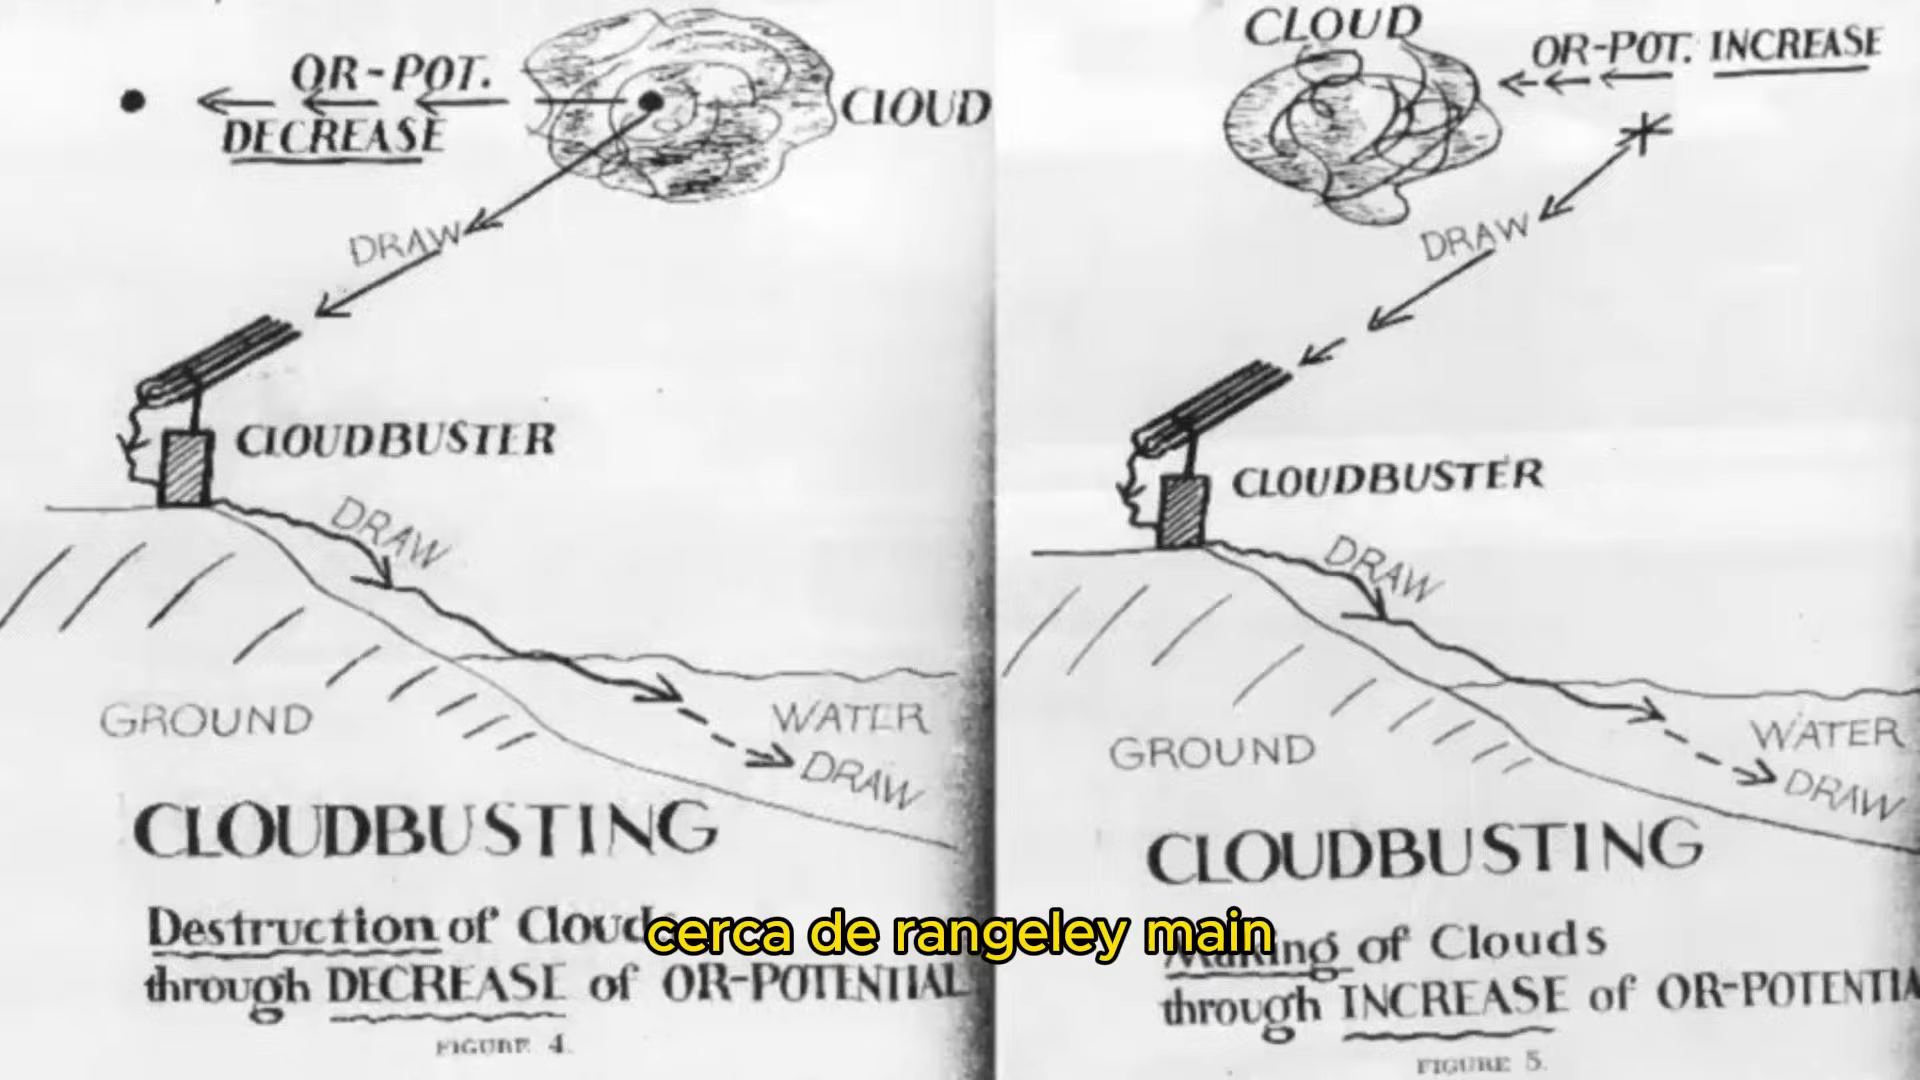 OR-POT.
DECREASE
CLOUD
DRAW
CLOUDBUSTER
DRAW
GROUND
WATER
DRAW
CLOUDBUSTING
Destruction of Cloud
through DECREASE of OR-POTENTIAL
FIGURE 4.
CLOUD
OR-POT. INCREASE
DRAW
CLOUDBUSTER
DRAW
GROUND
WATER
DRAW
CLOUDBUSTING
Making of Clouds
through INCREASE of OR-POTENTIA
FIGURE 5.
cerca de rangeley main